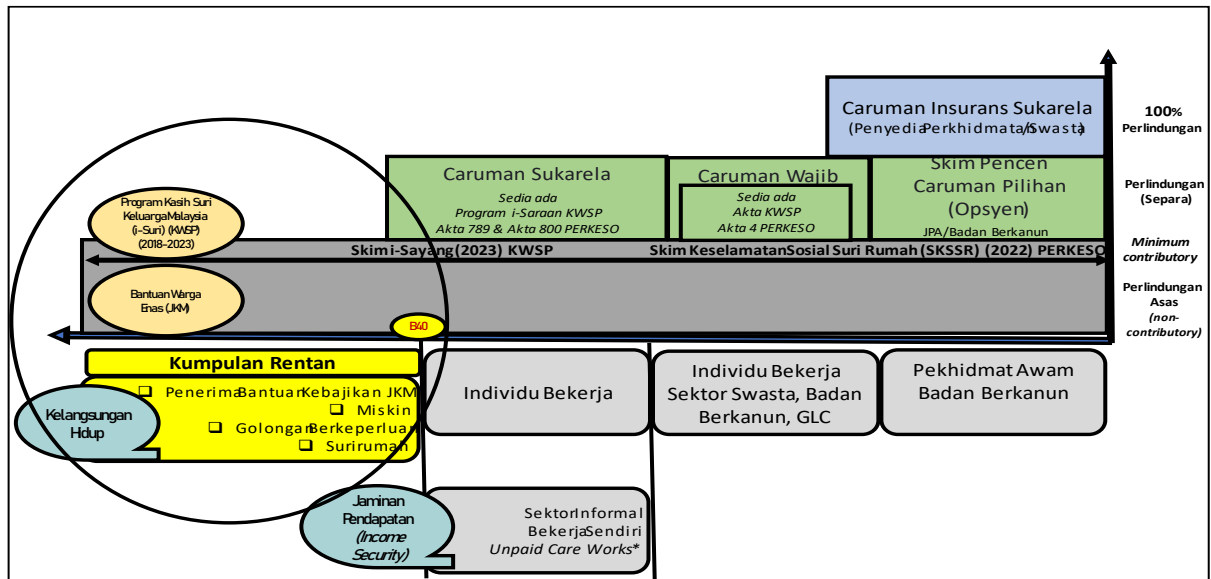 Caruman Insurans Sukarela
(Penyedia Perkhidmatan/Swasta)
100%
Perlindungan
Caruman Sukarela
Sedia ada
Program i-Saraan KWSP
Akta 789 & Akta 800 PERKESO
Caruman Wajib
Sedia ada
Akta KWSP
Akta 4 PERKESO
Skim Pencen
Caruman Pilihan
(Opsyen)
JPA/Badan Berkanun
Perlindungan
(Separa)
Program Kasih Suri
Keluarga Malaysia
(i-Suri) (KWSP)
(2018-2023)
Skim i-Sayang (2023) KWSP
Skim Keselamatan Sosial Suri Rumah (SKSSR) (2022) PERKESO
Minimum
contributory
Bantuan Warga
Emas (JKM)
Perlindungan
Asas
(non-
contributory)
B40
Kumpulan Rentan
Penerima Bantuan Kebajikan JKM
Miskin
Golongan Berkeperluan
Surirumah
Kelangsungan
Hidup
Individu Bekerja
Individu Bekerja
Sektor Swasta, Badan
Berkanun, GLC
Pekhidmat Awam
Badan Berkanun
Jaminan
Pendapatan
(Income
Security)
Sektor Informal
Bekerja Sendiri
Unpaid Care Works*